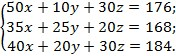 50x + 10y + 30z = 176;
35x + 25y + 20z = 168;
40x + 20y + 30z = 184.